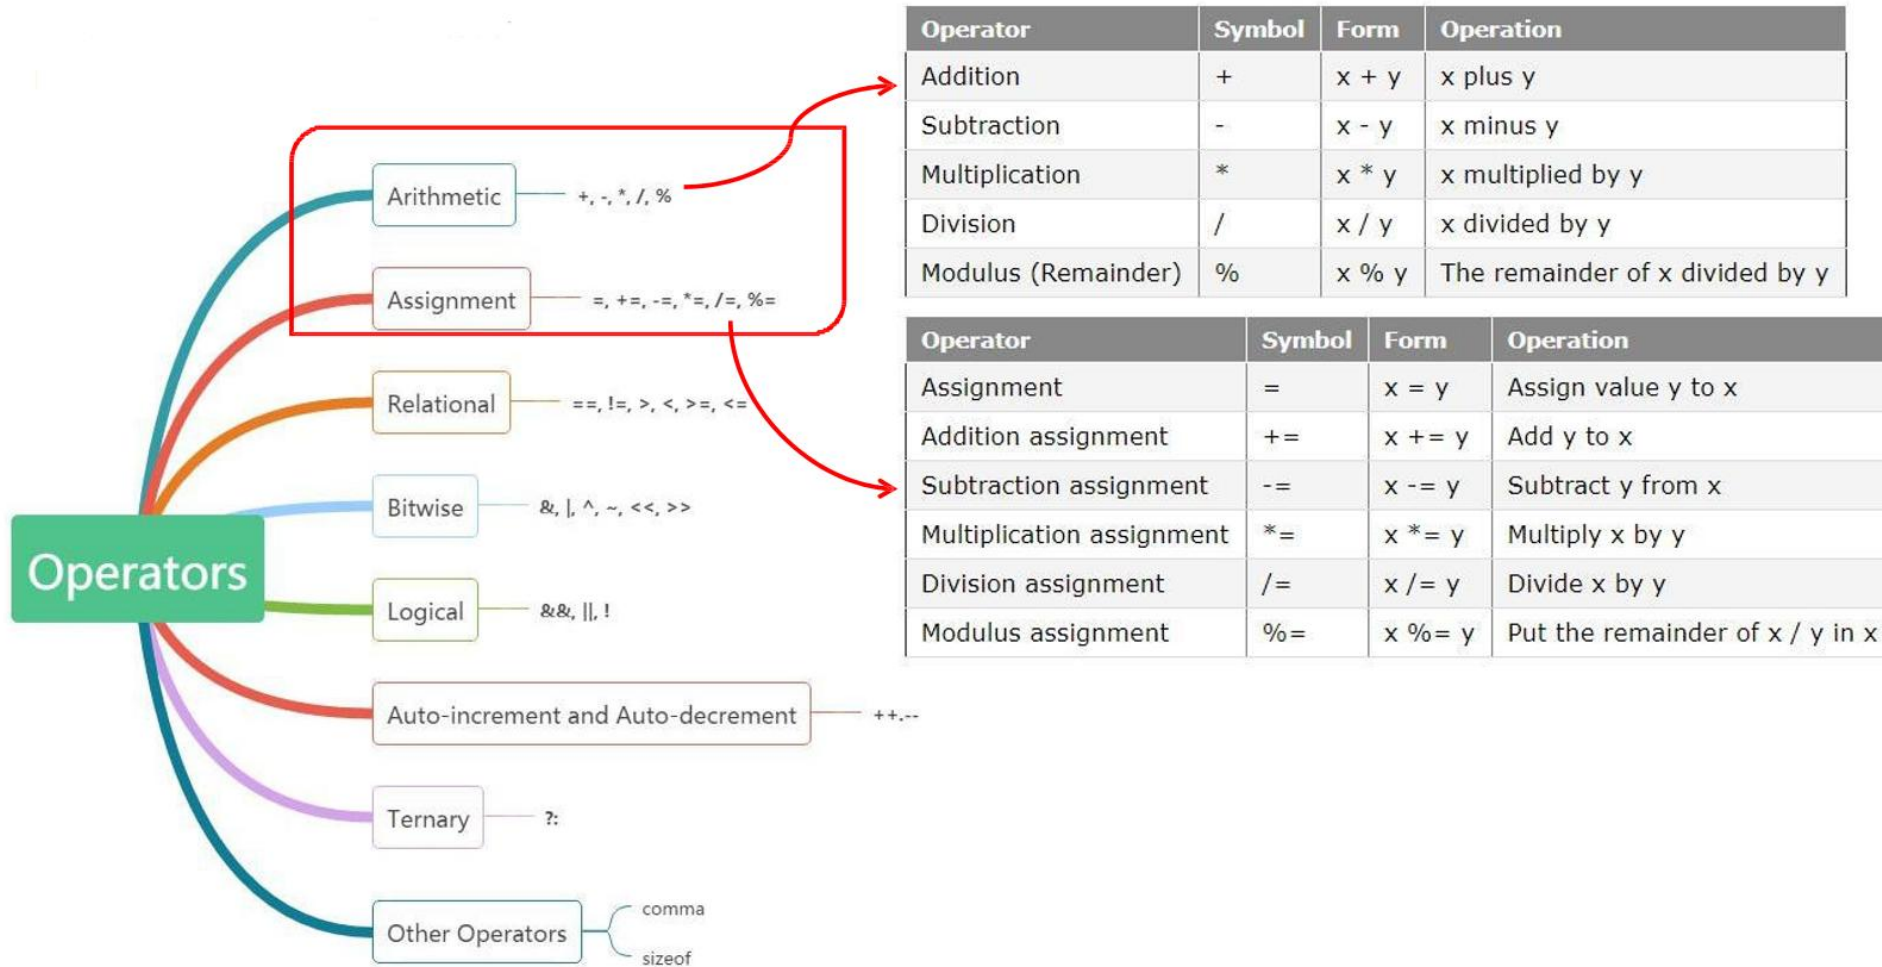 Operators
Arithmetic +, -, *, /, %
Assignment =, +=, -=, *=, /=, %=
Relational ==, !=, >, <, >=, <=
Bitwise &, |, ^, ~, <<, >>
Logical &&, ||, !
Auto-increment and Auto-decrement ++.--
Ternary ?:
Other Operators
comma
sizeof
Operator Symbol Form Operation
Addition + x + y x plus y
Subtraction - x - y x minus y
Multiplication * x * y x multiplied by y
Division / x / y x divided by y
Modulus (Remainder) % x % y The remainder of x divided by y
Operator Symbol Form Operation
Assignment = x = y Assign value y to x
Addition assignment += x += y Add y to x
Subtraction assignment -= x -= y Subtract y from x
Multiplication assignment *= x *= y Multiply x by y
Division assignment /= x /= y Divide x by y
Modulus assignment %= x %= y Put the remainder of x / y in x